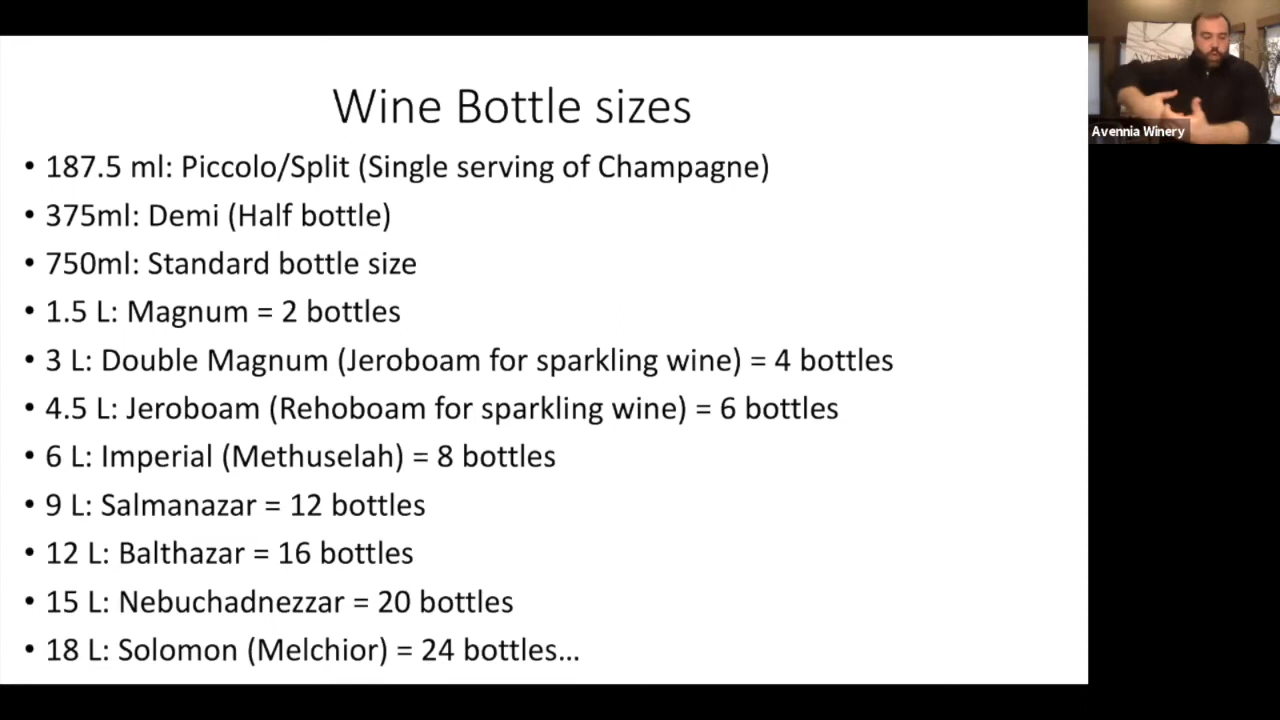 Wine Bottle sizes
• 187.5 ml: Piccolo/Split (Single serving of Champagne)
• 375ml: Demi (Half bottle)
• 750ml: Standard bottle size
• 1.5 L: Magnum = 2 bottles
• 3 L: Double Magnum (Jeroboam for sparkling wine) = 4 bottles
• 4.5 L: Jeroboam (Rehoboam for sparkling wine) = 6 bottles
• 6 L: Imperial (Methuselah) = 8 bottles
• 9 L: Salmanazar = 12 bottles
• 12 L: Balthazar = 16 bottles
• 15 L: Nebuchadnezzar = 20 bottles
• 18 L: Solomon (Melchior) = 24 bottles...
Avennia Winery